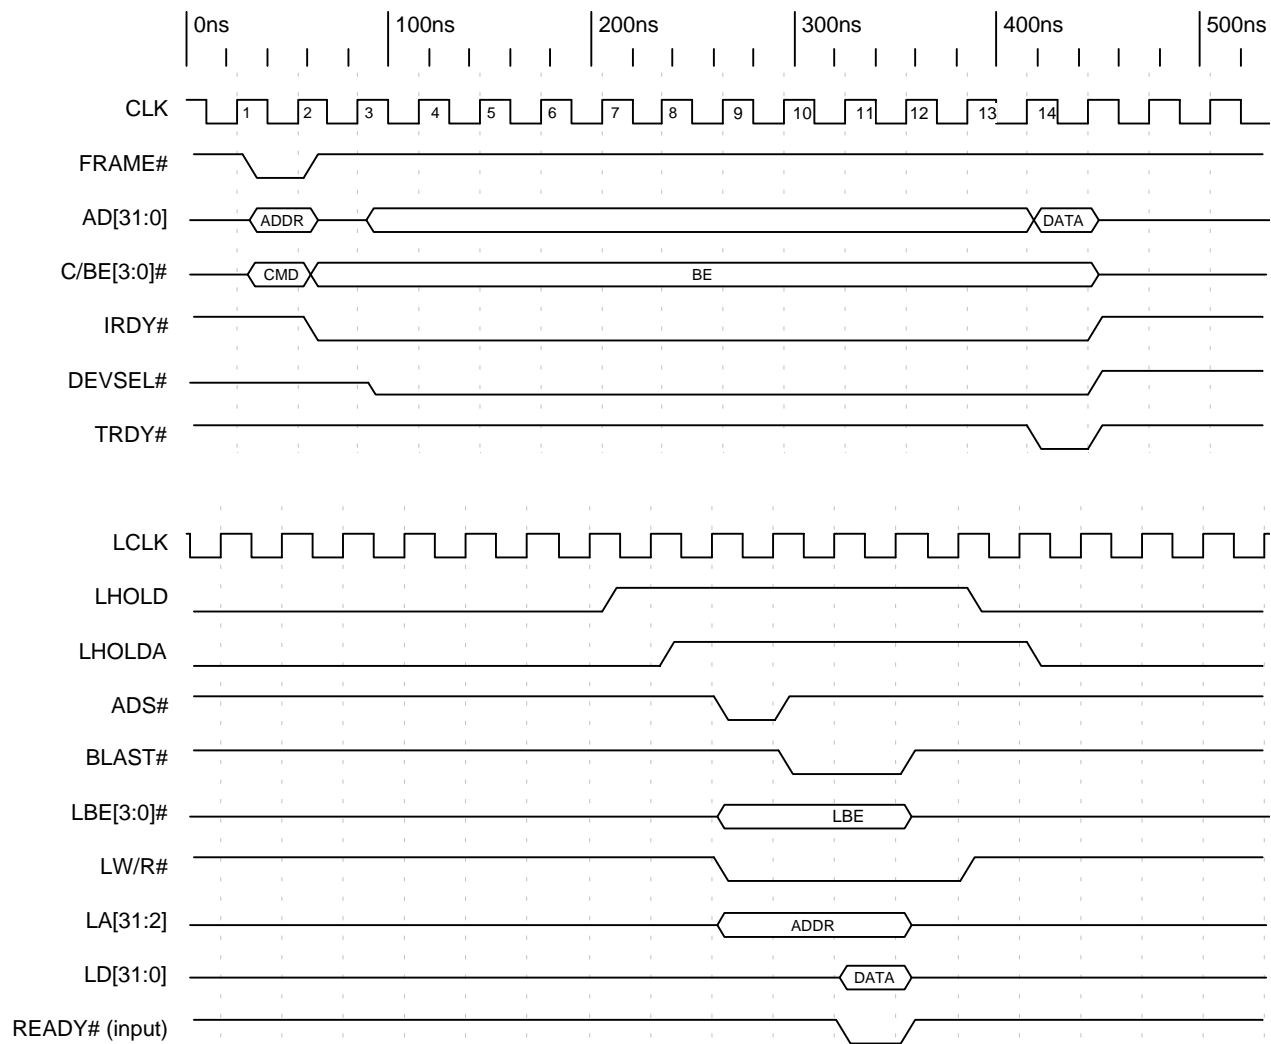 0ns 100ns 200ns 300ns 400ns 500ns
CLK 1 2 3 4 5 6 7 8 9 10 11 12 13 14
FRAME#
AD[31:0] ADDR DATA
C/BE[3:0]# CMD BE
IRDY#
DEVSEL#
TRDY#
LCLK
LHOLD
LHOLDA
ADS#
BLAST#
LBE[3:0]# LBE
LW/R#
LA[31:2] ADDR
LD[31:0] DATA
READY# (input)